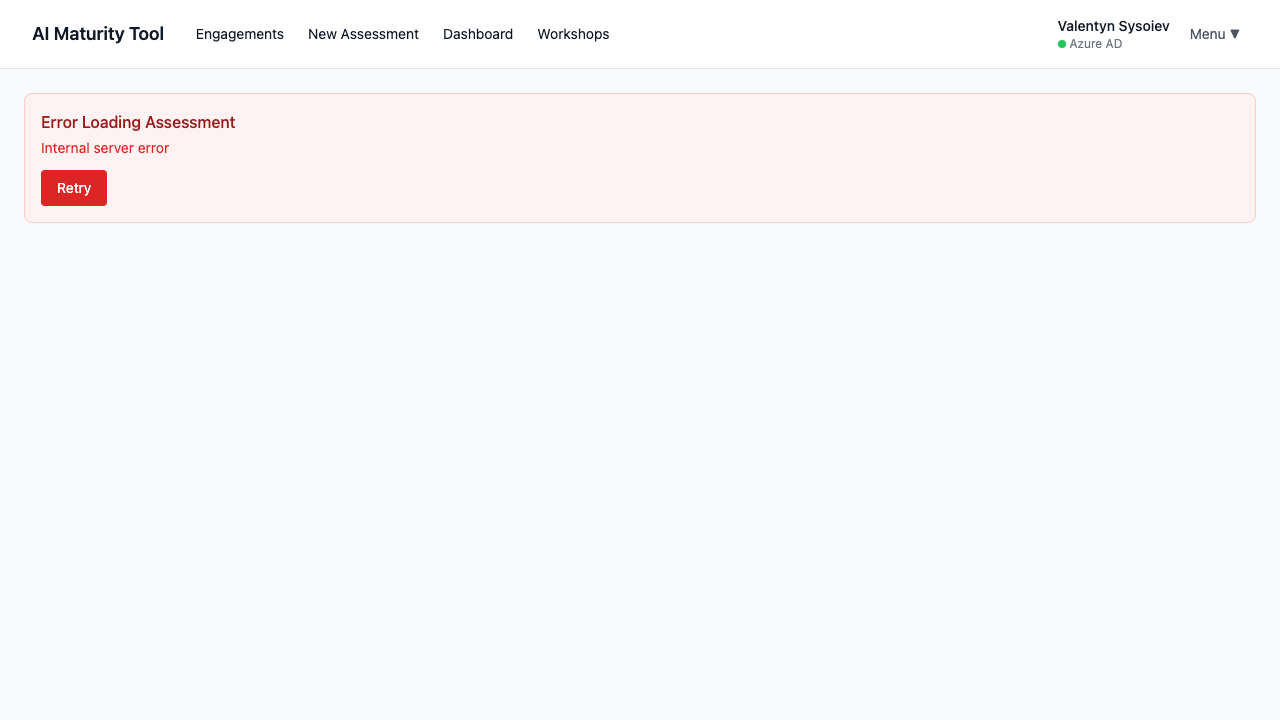 AI Maturity Tool
Engagements
New Assessment
Dashboard
Workshops
Valentyn Sysoiev
Azure AD
Menu ▼
Error Loading Assessment
Internal server error
Retry